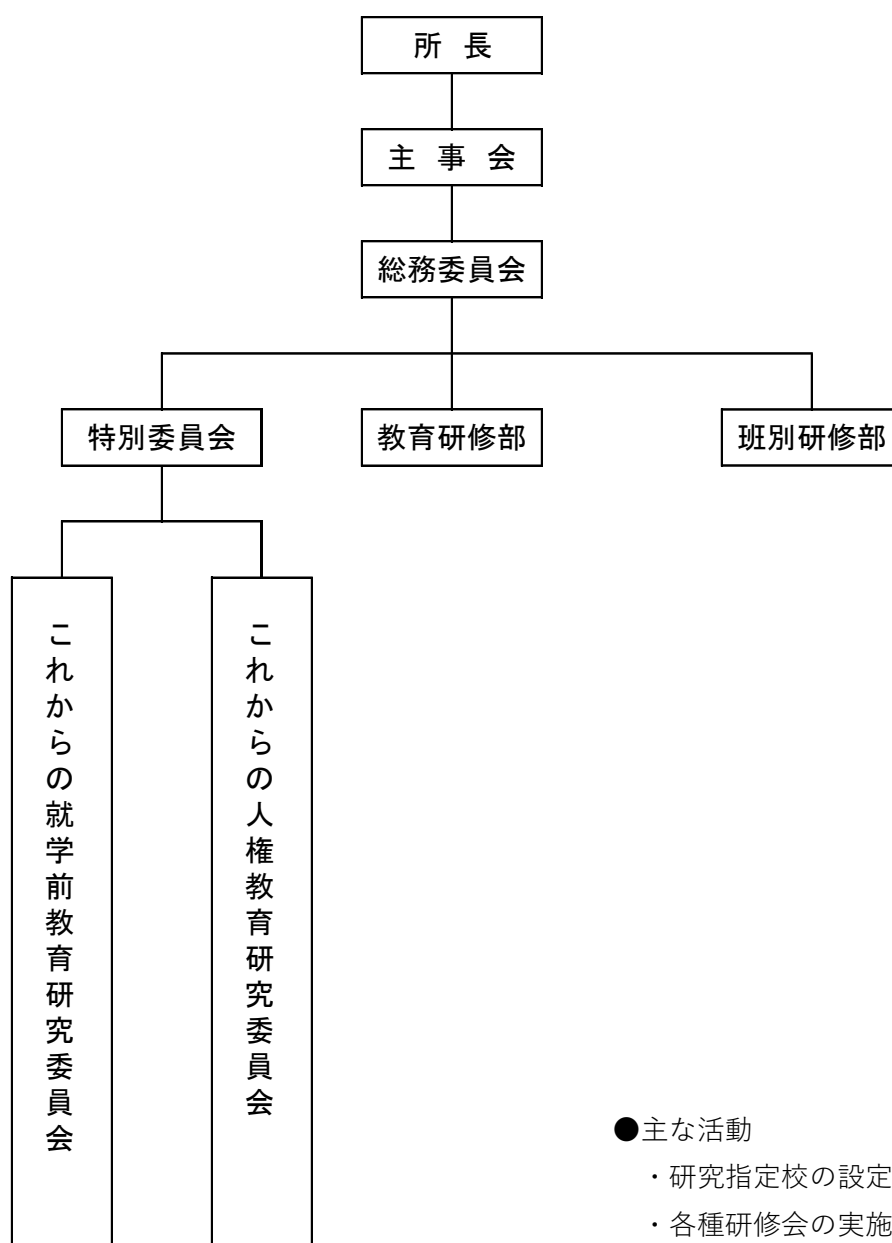 所 長
主 事 会
総務委員会
特別委員会
教育研修部
班別研修部
これからの就学前教育研究委員会
これからの人権教育研究委員会
●主な活動
・研究指定校の設定
・各種研修会の実施